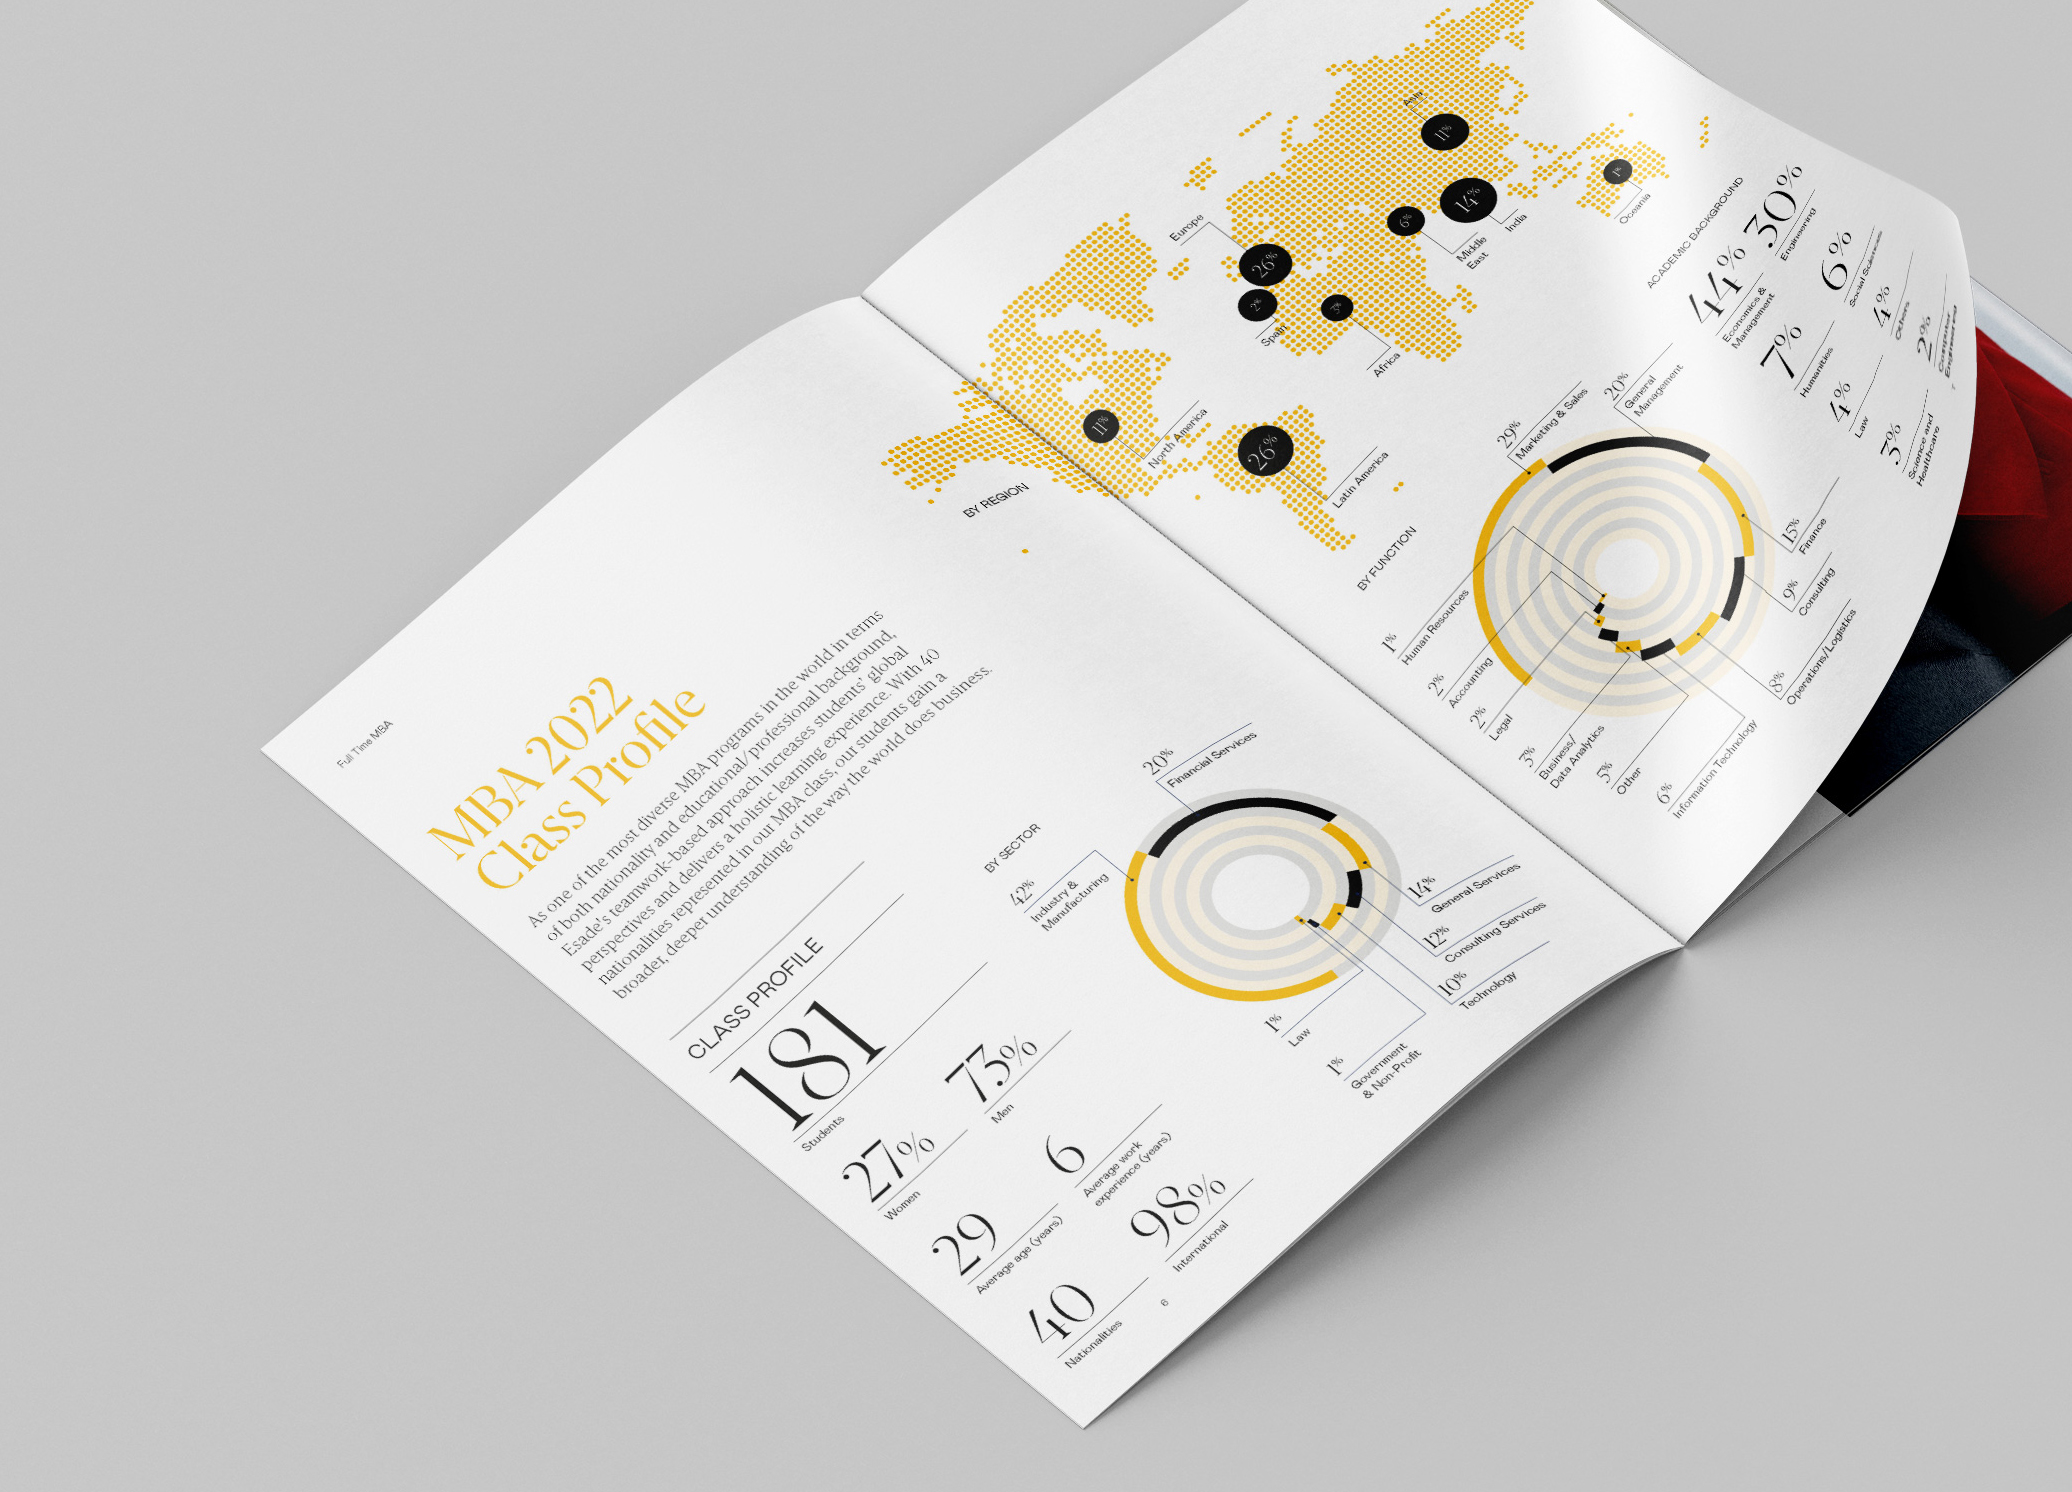 Full Time MBA
MBA 2022
Class Profile
As one of the most diverse MBA programs in the world in terms
of both nationality and educational/professional background,
Esade's teamwork-based approach increases students' global
perspectives and delivers a holistic learning experience. With 40
nationalities represented in our MBA class, our students gain a
broader, deeper understanding of the way the world does business.
CLASS PROFILE
181
Students
27%
Women
73%
Men
29
Average age (years)
6
Average work
experience (years)
40
Nationalities
98%
International
6
BY SECTOR
42%
Industry &
Manufacturing
20%
Financial Services
14%
General Services
12%
Consulting Services
10%
Technology
1%
Law
1%
Government
& Non-Profit
BY REGION
11%
North America
26%
Latin America
Europe
26%
2%
Spain
3%
Africa
6%
Middle
East
14%
India
Asia
11%
1%
Oceania
BY FUNCTION
29%
Marketing & Sales
20%
General
Management
15%
Finance
9%
Consulting
8%
Operations/Logistics
6%
Information Technology
5%
Other
3%
Business/
Data Analytics
2%
Legal
2%
Accounting
1%
Human Resources
ACADEMIC BACKGROUND
44%
Economics &
Management
30%
Engineering
7%
Humanities
6%
Social Sciences
4%
Law
4%
Others
3%
Science and
Healthcare
2%
Computer
Engineered
7